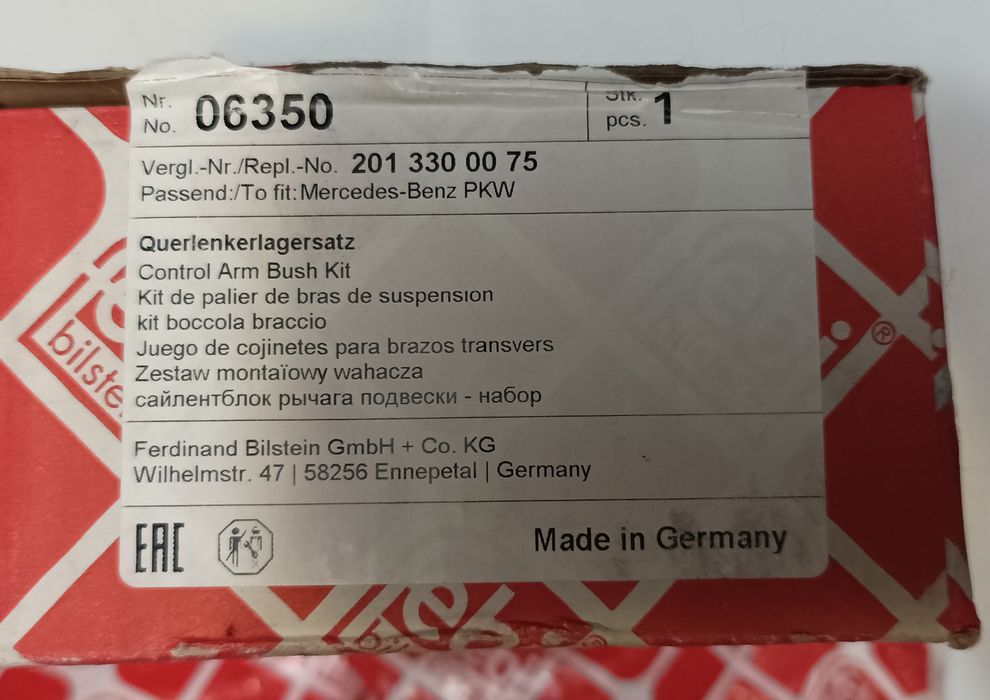 Nr. 06350 Stk. 1
No. pcs.
Vergl.-Nr./Repl.-No. 201 330 00 75
Passend:/To fit: Mercedes-Benz PKW
Querlenkerlagersatz
Control Arm Bush Kit
Kit de palier de bras de suspension
kit boccola braccio
Juego de cojinetes para brazos transvers
Zestaw montaïowy wahacza
сайлентблок рычага подвески - набор
Ferdinand Bilstein GmbH + Co. KG
Wilhelmstr. 47 | 58256 Ennepetal | Germany
EAC Made in Germany
®